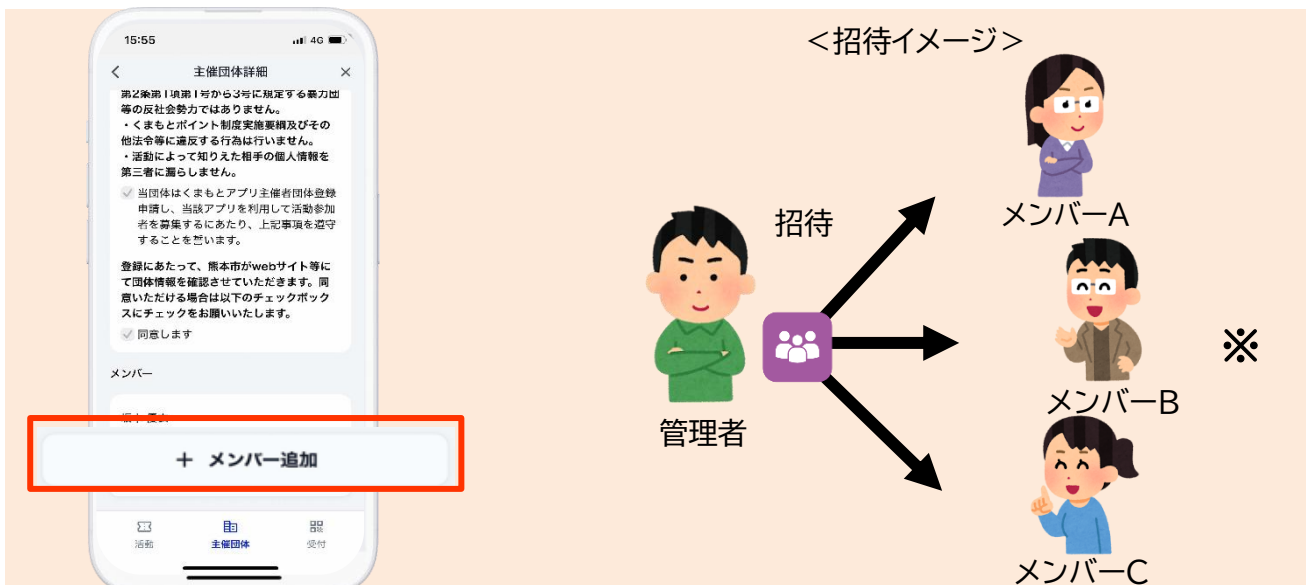 15:55
4G
主催団体詳細
第2条第1項第1号から3号に規定する暴力団
等の反社会勢力ではありません。
・くまもとポイント制度実施要綱及びその
他法令等に違反する行為は行いません。
・活動によって知りえた相手の個人情報を
第三者に漏らしません。
当団体はくまもとアプリ主催者団体登録
申請し、当該アプリを利用して活動参加
者を募集するにあたり、上記事項を遵守
することを誓います。
登録にあたって、熊本市がwebサイト等に
て団体情報を確認させていただきます。同
意いただける場合は以下のチェックボック
スにチェックをお願いいたします。
同意します
メンバー
+ メンバー追加
活動
主催団体
受付
<招待イメージ>
招待
管理者
メンバーA
メンバーB
メンバーC
※